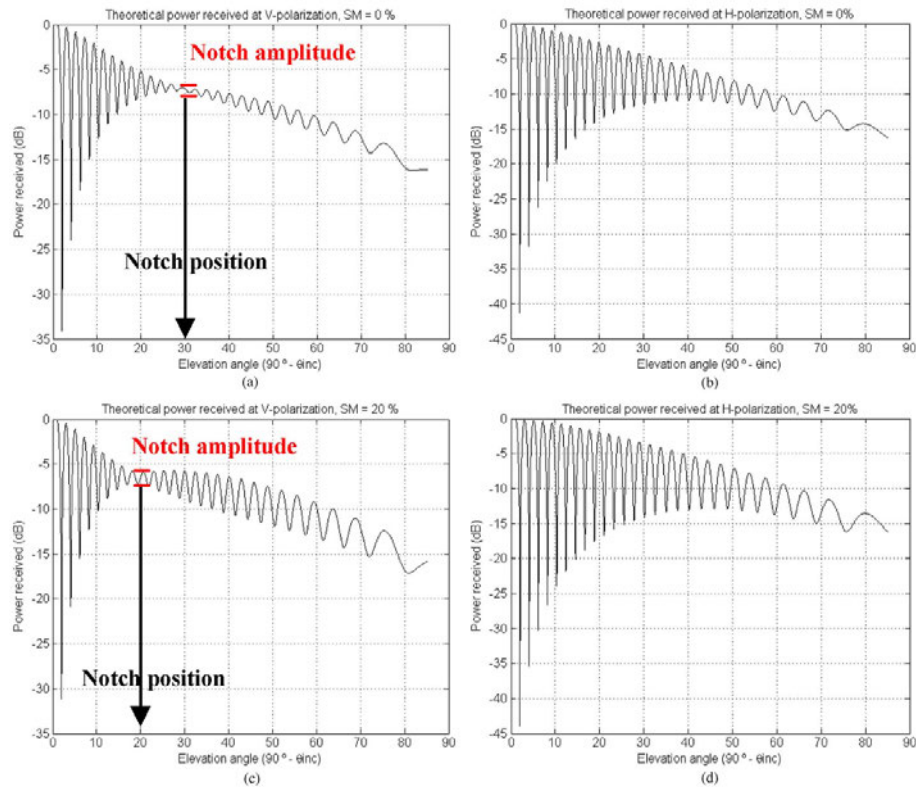 Theoretical power received at V-polarization, SM = 0 %
Notch amplitude
Notch position
Power received (dB)
0
-5
-10
-15
-20
-25
-30
-35
0 10 20 30 40 50 60 70 80 90
Elevation angle (90 º - θinc)
(a)
Theoretical power received at H-polarization, SM = 0%
Power received [dB]
0
-5
-10
-15
-20
-25
-30
-35
-40
-45
0 10 20 30 40 50 60 70 80 90
Elevation angle (90 º - θinc)
(b)
Theoretical power received at V-polarization, SM = 20 %
Notch amplitude
Notch position
Power received (dB)
0
-5
-10
-15
-20
-25
-30
-35
0 10 20 30 40 50 60 70 80 90
Elevation angle (90 º - θinc)
(c)
Theoretical power received at H-polarization, SM = 20%
Power received (dB)
0
-5
-10
-15
-20
-25
-30
-35
-40
-45
0 10 20 30 40 50 60 70 80 90
Elevation angle (90 º - θinc)
(d)